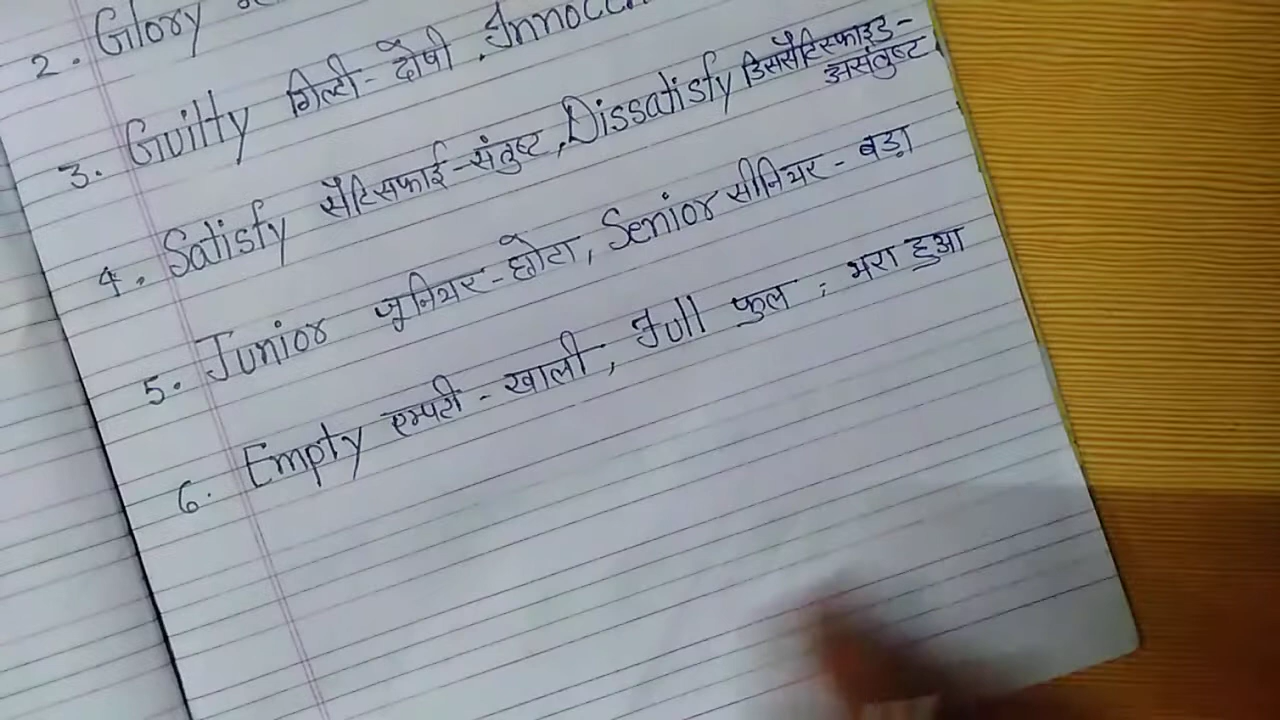 2. Glory
3. Guilty गिल्टी - दोषी ,
4. Satisfy सैटिसफाई - संतुष्ट , Dissatisfy डिससैटिस्फाइड - असंतुष्ट
5. Junior जूनियर - छोटा , Senior सीनियर - बड़ा
6. Empty एम्पटी - खाली , Full फुल ; भरा हुआ